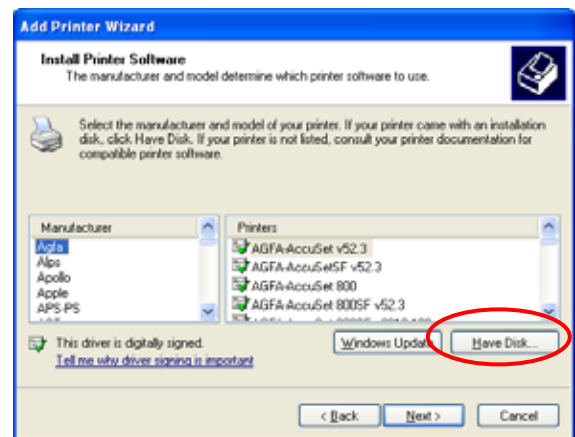 Add Printer Wizard
Install Printer Software
The manufacturer and model determine which printer software to use.
Select the manufacturer and model of your printer. If your printer came with an installation
disk, click Have Disk. If your printer is not listed, consult your printer documentation for
compatible printer software.
Manufacturer
Agfa
Alps
Apollo
Apple
APS-PS
Printers
AGFA-AccuSet v52.3
AGFA-AccuSetSF v52.3
AGFA-AccuSet 800
AGFA-AccuSet 800SF v52.3
This driver is digitally signed.
Tell me why driver signing is important
Windows Update
Have Disk...
< Back
Next >
Cancel